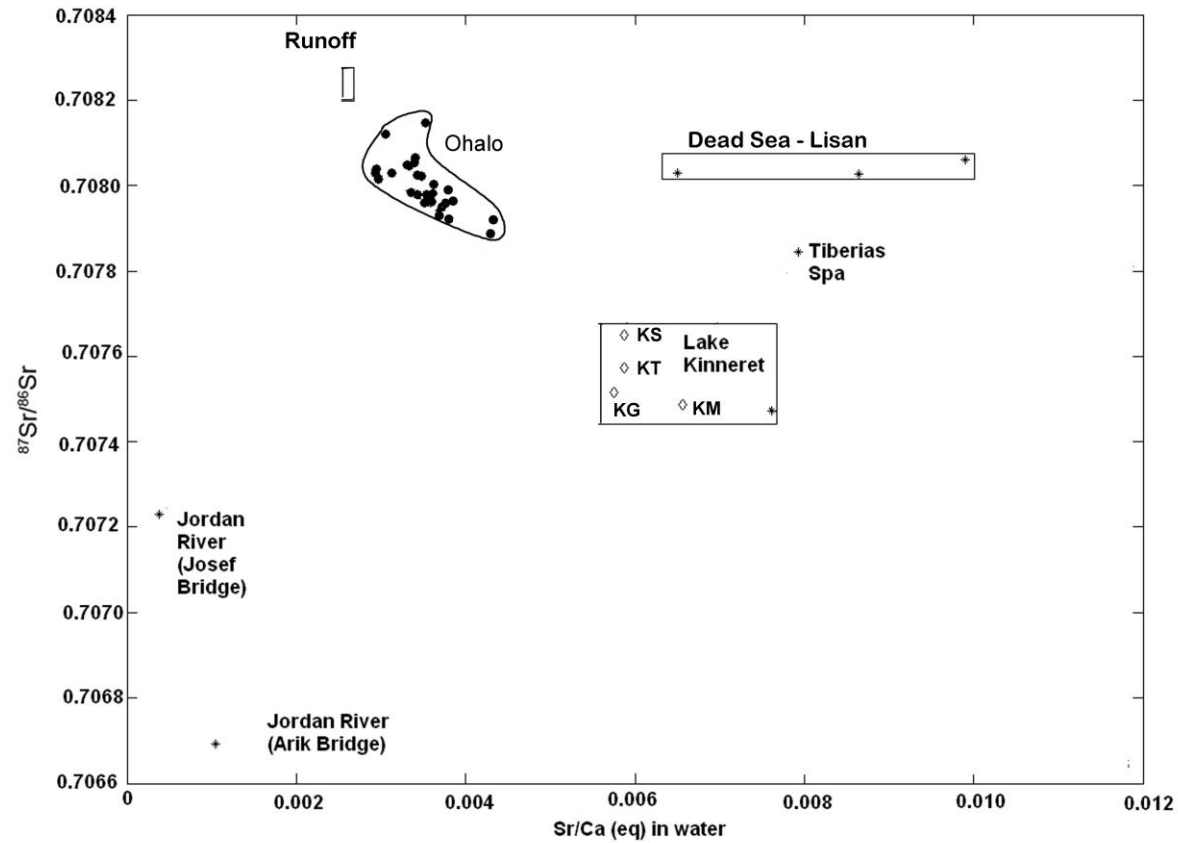 0.7084
0.7082
0.7080
0.7078
0.7076
0.7074
0.7072
0.7070
0.7068
0.7066
⁸⁷Sr/⁸⁶Sr
Runoff
Ohalo
Dead Sea - Lisan
Tiberias
Spa
KS
KT
KG
KM
Lake
Kinneret
Jordan
River
(Josef
Bridge)
Jordan River
(Arik Bridge)
0 0.002 0.004 0.006 0.008 0.010 0.012
Sr/Ca (eq) in water